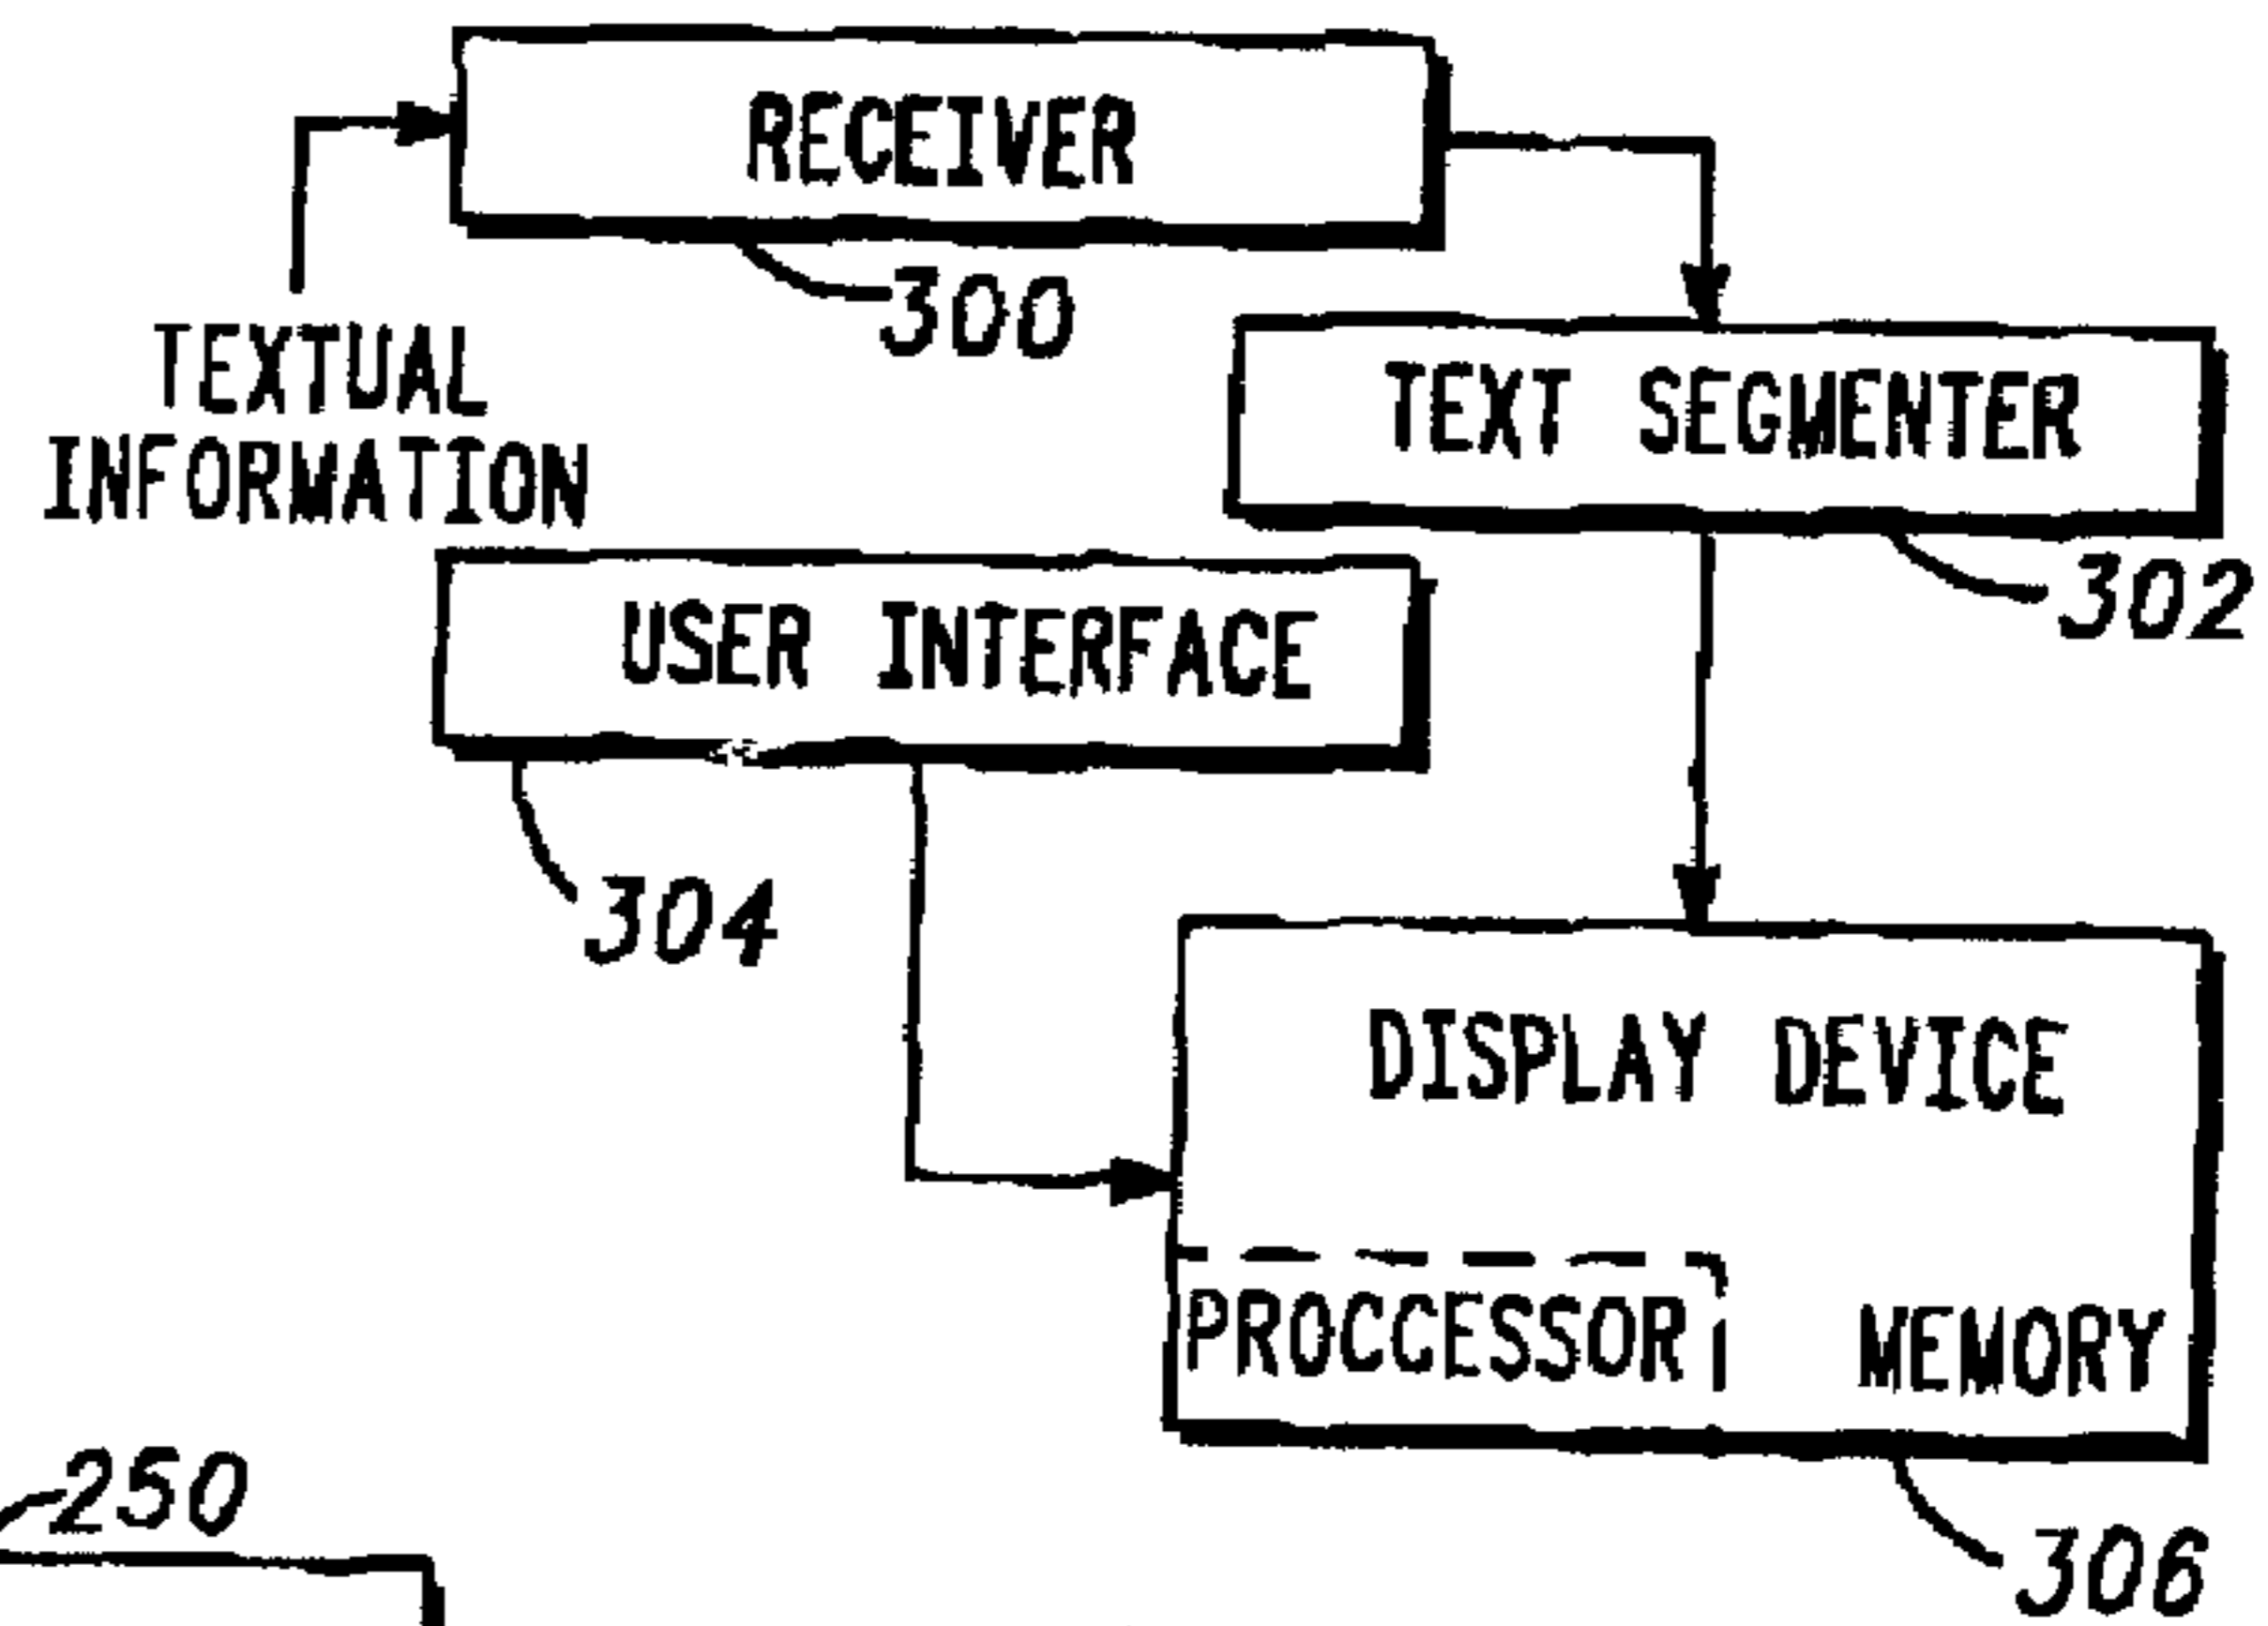 RECEIVER
300
TEXTUAL
INFORMATION
TEXT SEGMENTER
302
USER INTERFACE
304
DISPLAY DEVICE
PROCCESSOR
MEMORY
306
250